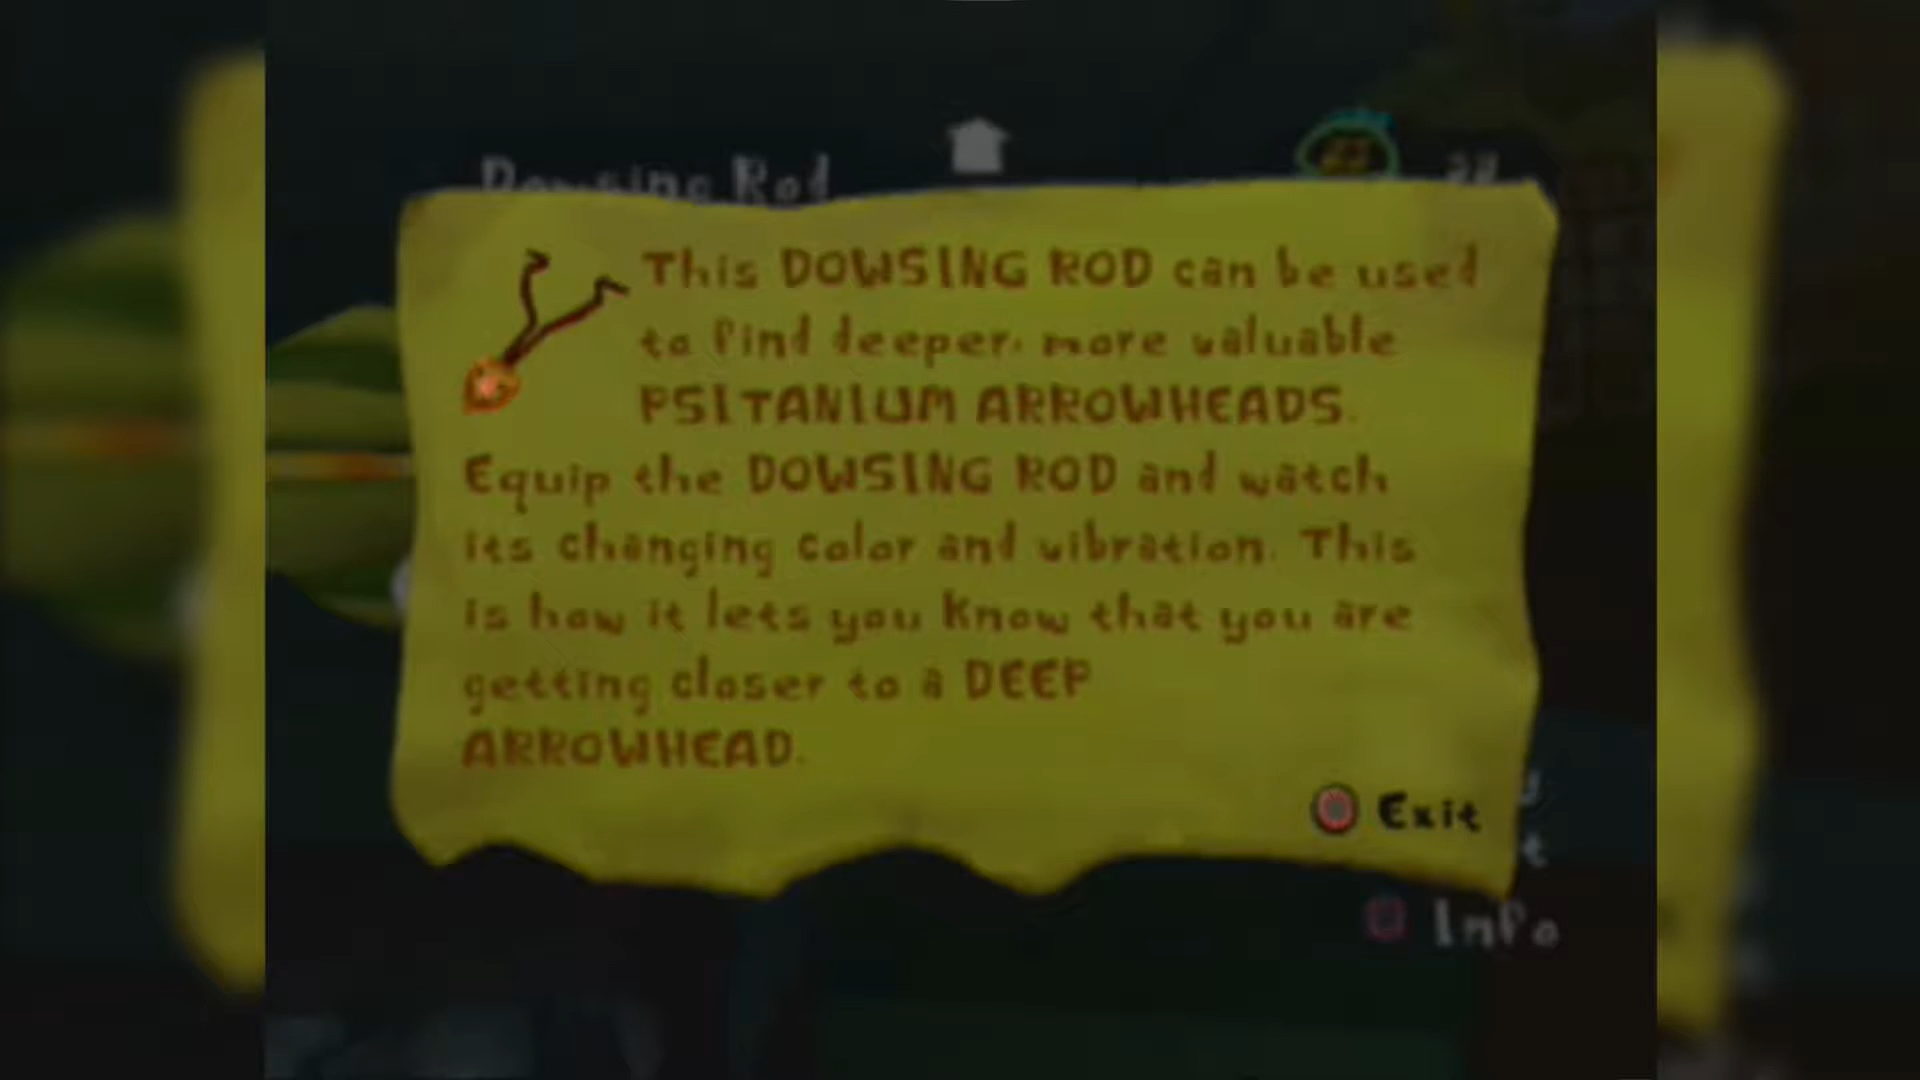 Dowsing Rod
This DOWSING ROD can be used
to find deeper, more valuable
PSITANIUM ARROWHEADS.
Equip the DOWSING ROD and watch
its changing color and vibration. This
is how it lets you know that you are
getting closer to a DEEP
ARROWHEAD.
Exit
Info